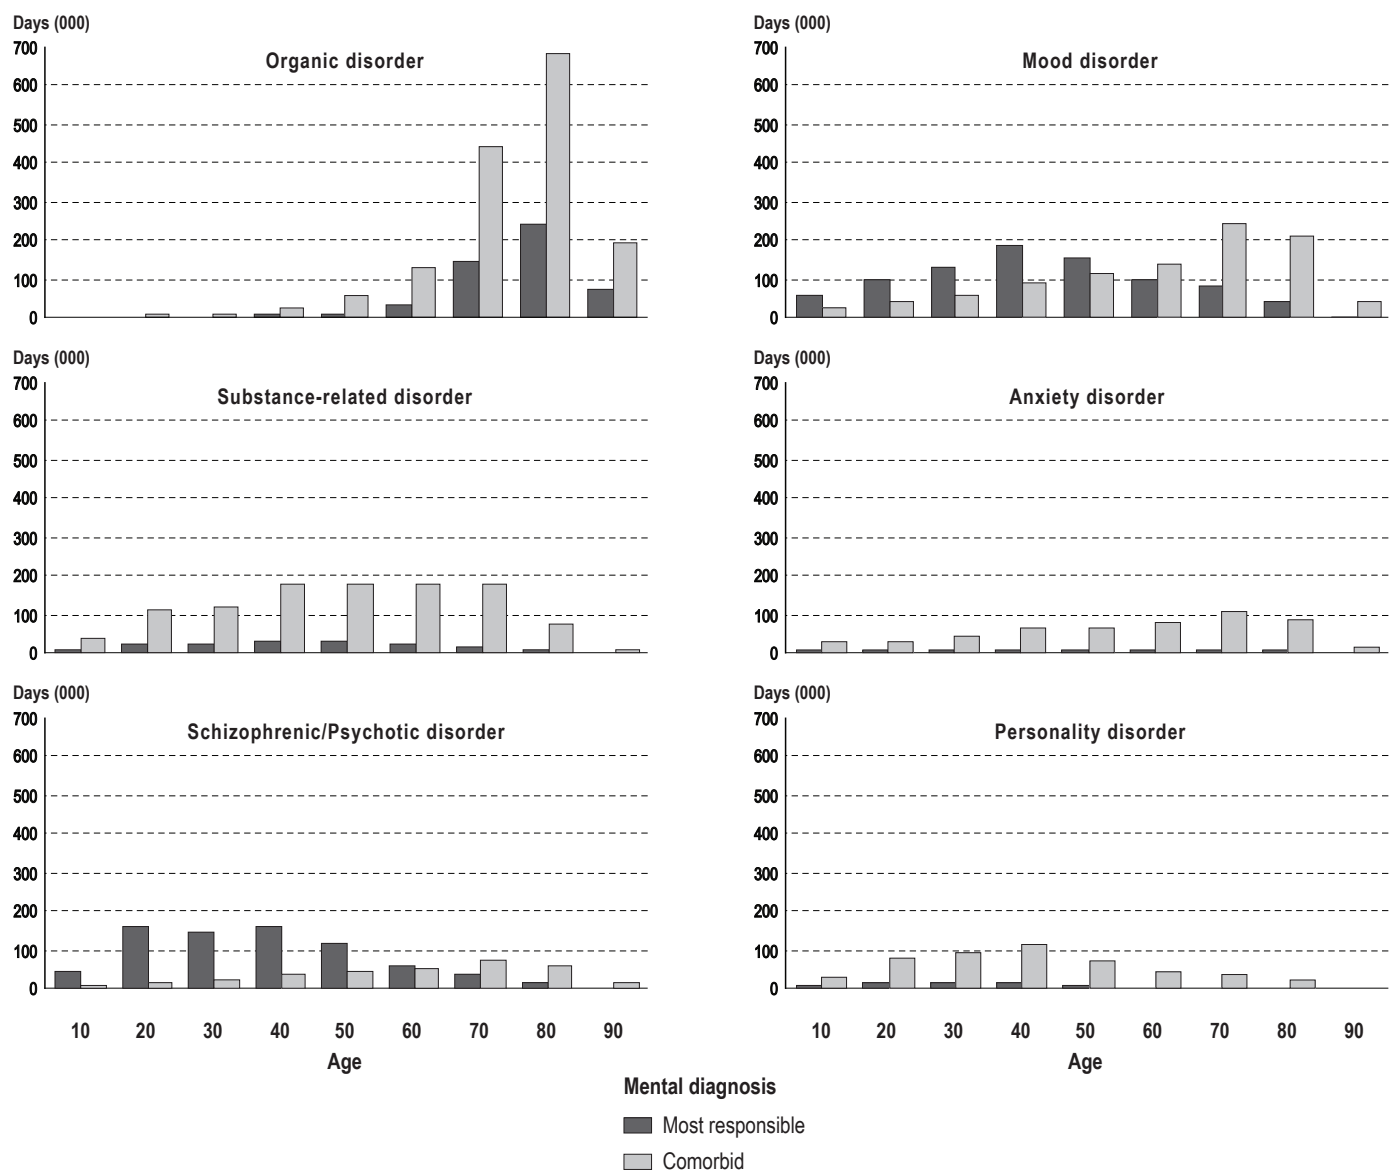 Days (000)
Organic disorder
700
600
500
400
300
200
100
0
Days (000)
Mood disorder
700
600
500
400
300
200
100
0
Days (000)
Substance-related disorder
700
600
500
400
300
200
100
0
Days (000)
Anxiety disorder
700
600
500
400
300
200
100
0
Days (000)
Schizophrenic/Psychotic disorder
700
600
500
400
300
200
100
0
10 20 30 40 50 60 70 80 90
Age
Days (000)
Personality disorder
700
600
500
400
300
200
100
0
10 20 30 40 50 60 70 80 90
Age
Mental diagnosis
Most responsible
Comorbid